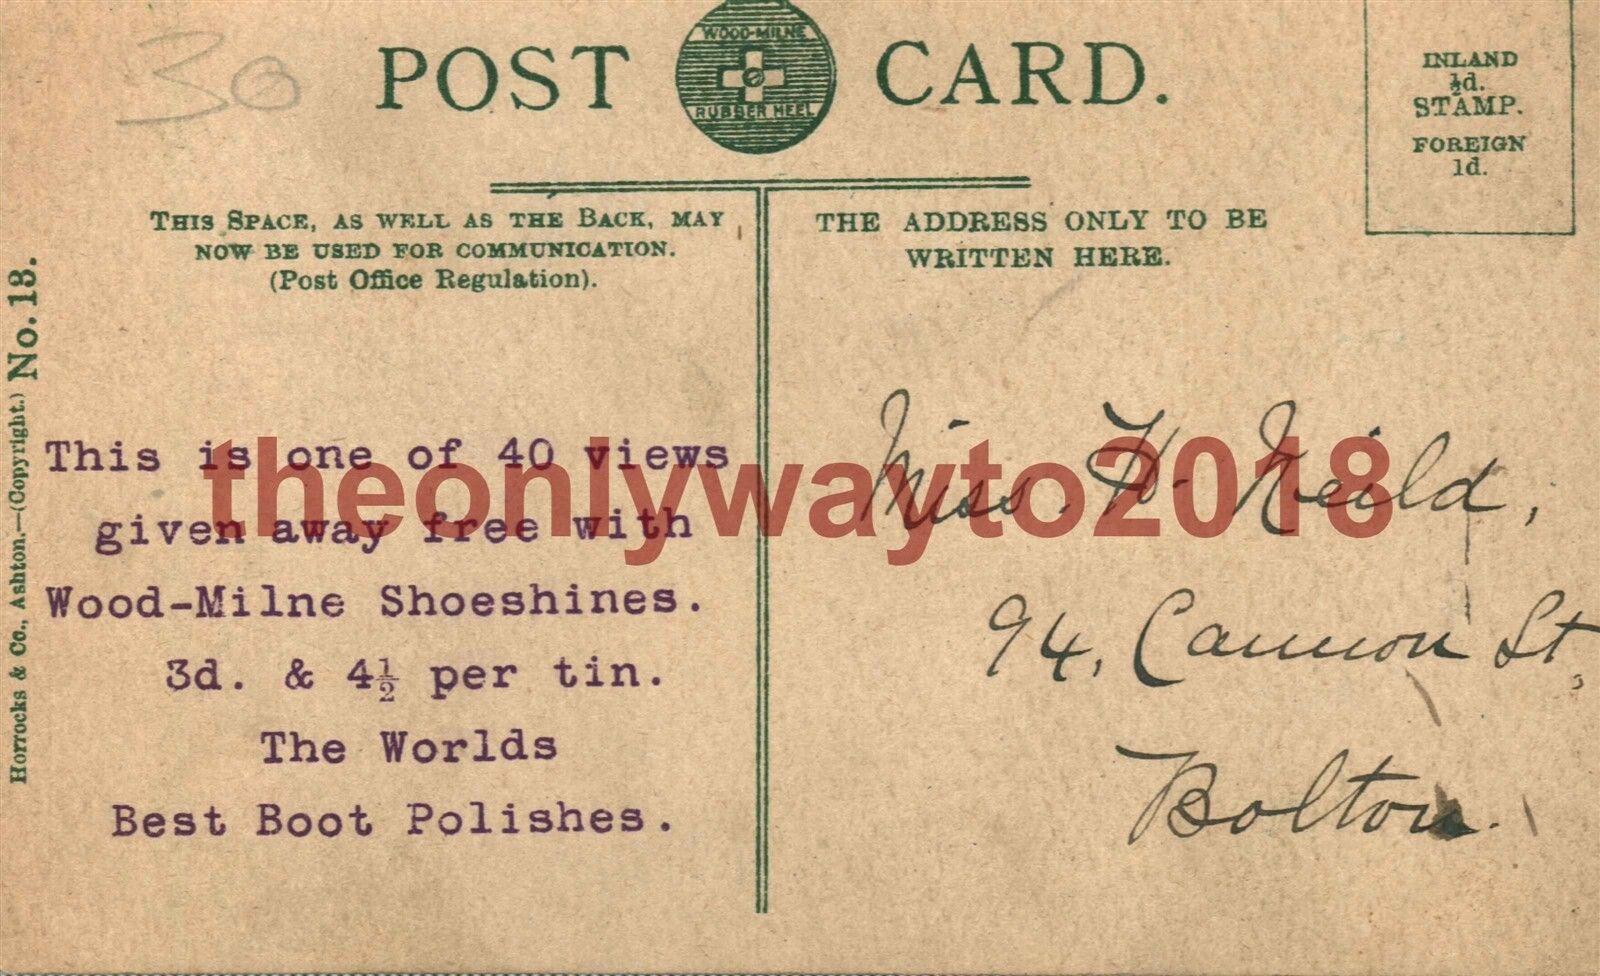 30
POST CARD.
WOOD-MILNE
RUBBER HEEL
INLAND
½d.
STAMP.
FOREIGN
1d.
THIS SPACE, AS WELL AS THE BACK, MAY
NOW BE USED FOR COMMUNICATION.
(Post Office Regulation).
THE ADDRESS ONLY TO BE
WRITTEN HERE.
Horrocks & Co., Ashton.—(Copyright.) No. 13.
This is one of 40 views
given away free with
Wood-Milne Shoeshines.
3d. & 4½ per tin.
The Worlds
Best Boot Polishes.
Miss. H. Neild,
94, Cannon St,
Bolton.
theonlywayto2018